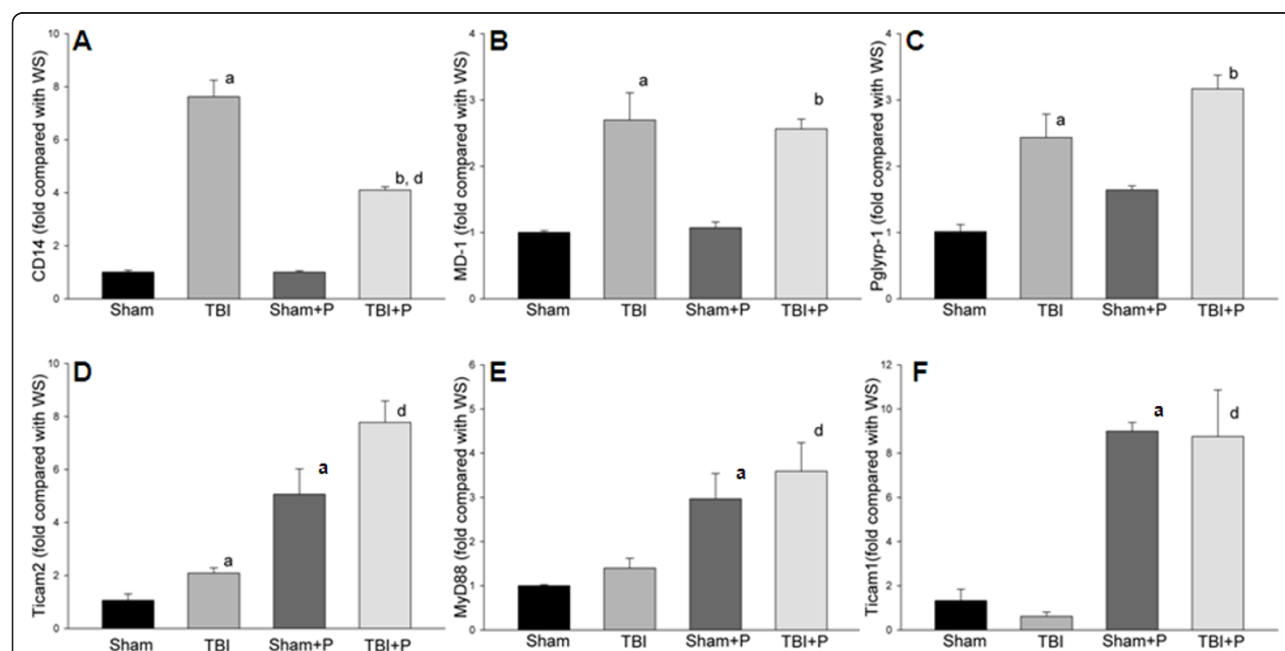 A
CD14 (fold compared with WS)
10
8
6
4
2
0
a
b, d
Sham TBI Sham+P TBI+P
B
MD-1 (fold compared with WS)
4
3
2
1
0
a
b
Sham TBI Sham+P TBI+P
C
Pglyrp-1 (fold compared with WS)
4
3
2
1
0
a
b
Sham TBI Sham+P TBI+P
D
Ticam2 (fold compared with WS)
10
8
6
4
2
0
a
a
d
Sham TBI Sham+P TBI+P
E
MyD88 (fold compared with WS)
6
5
4
3
2
1
0
a
d
Sham TBI Sham+P TBI+P
F
Ticam1(fold compared with WS)
12
10
8
6
4
2
0
a
d
Sham TBI Sham+P TBI+P